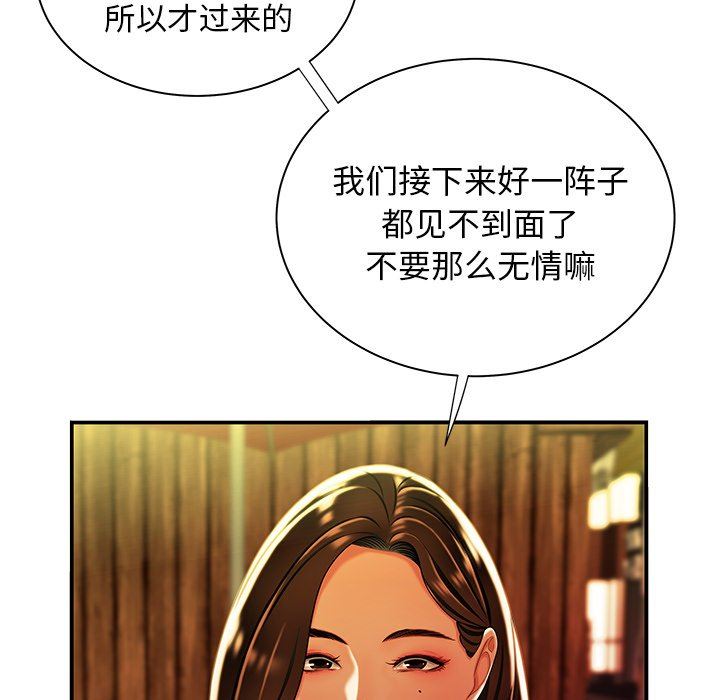 所以才过来的
我们接下来好一阵子
都见不到面了
不要那么无情嘛